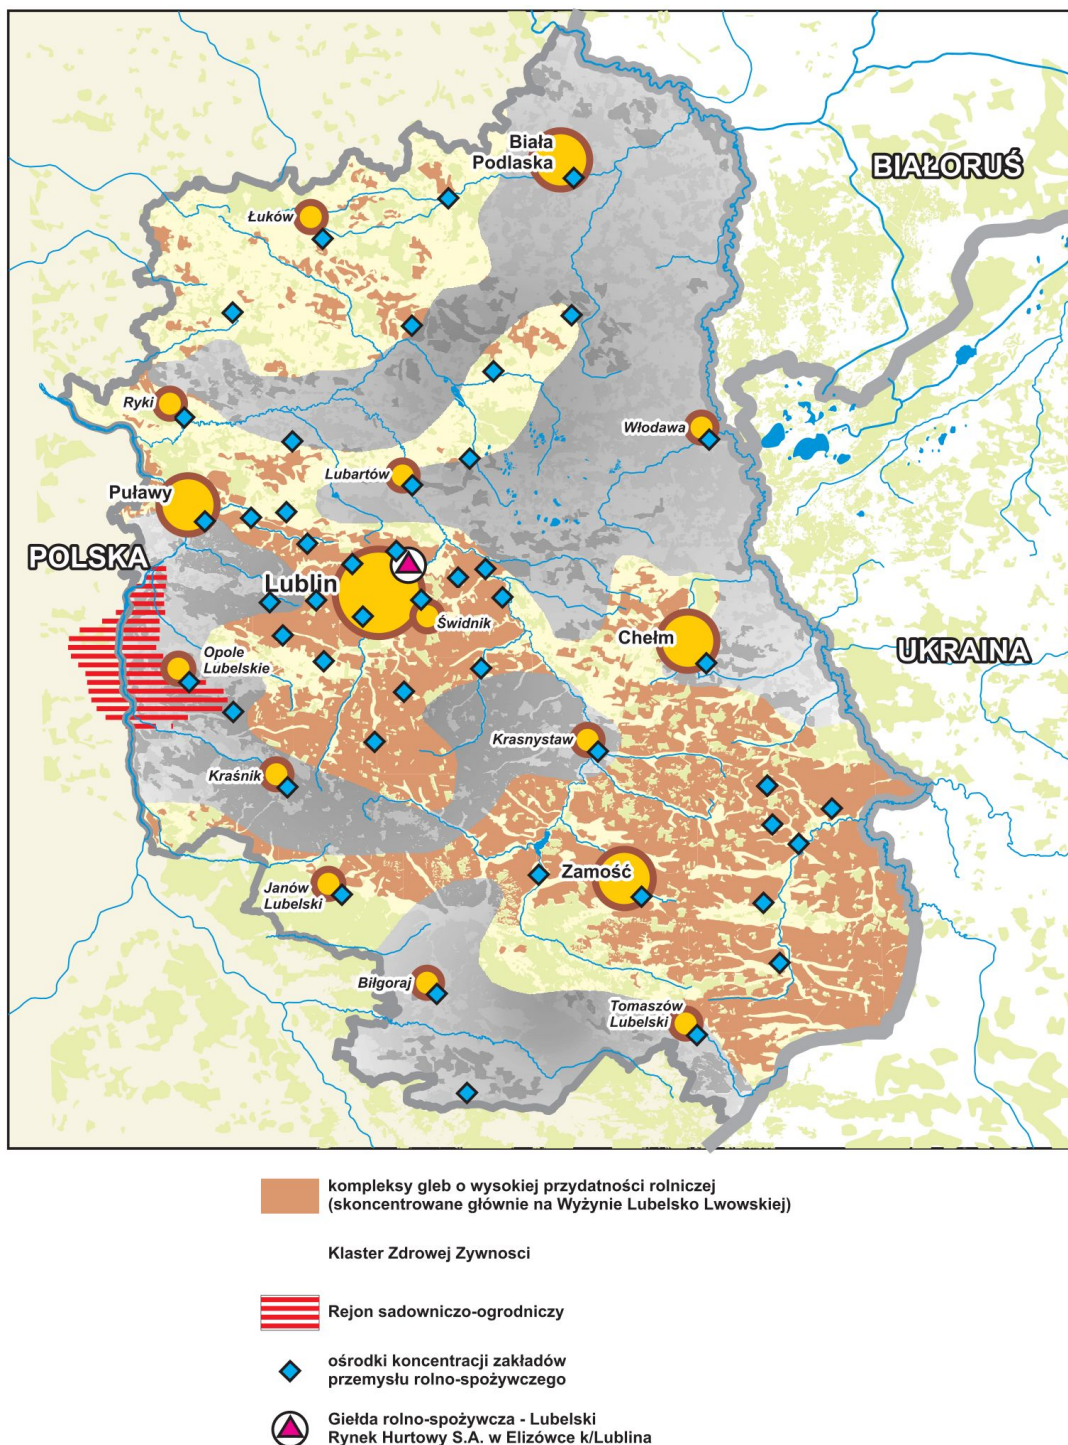 Biała
Podlaska
BIAŁORUŚ
Łuków
Ryki
Włodawa
Lubartów
Puławy
POLSKA
Lublin
Świdnik
Chełm
UKRAINA
Opole
Lubelskie
Krasnystaw
Kraśnik
Zamość
Janów
Lubelski
Biłgoraj
Tomaszów
Lubelski
kompleksy gleb o wysokiej przydatności rolniczej
(skoncentrowane głównie na Wyżynie Lubelsko Lwowskiej)
Klaster Zdrowej Zywnosci
Rejon sadowniczo-ogrodniczy
ośrodki koncentracji zakładów
przemysłu rolno-spożywczego
Giełda rolno-spożywcza - Lubelski
Rynek Hurtowy S.A. w Elizówce k/Lublina